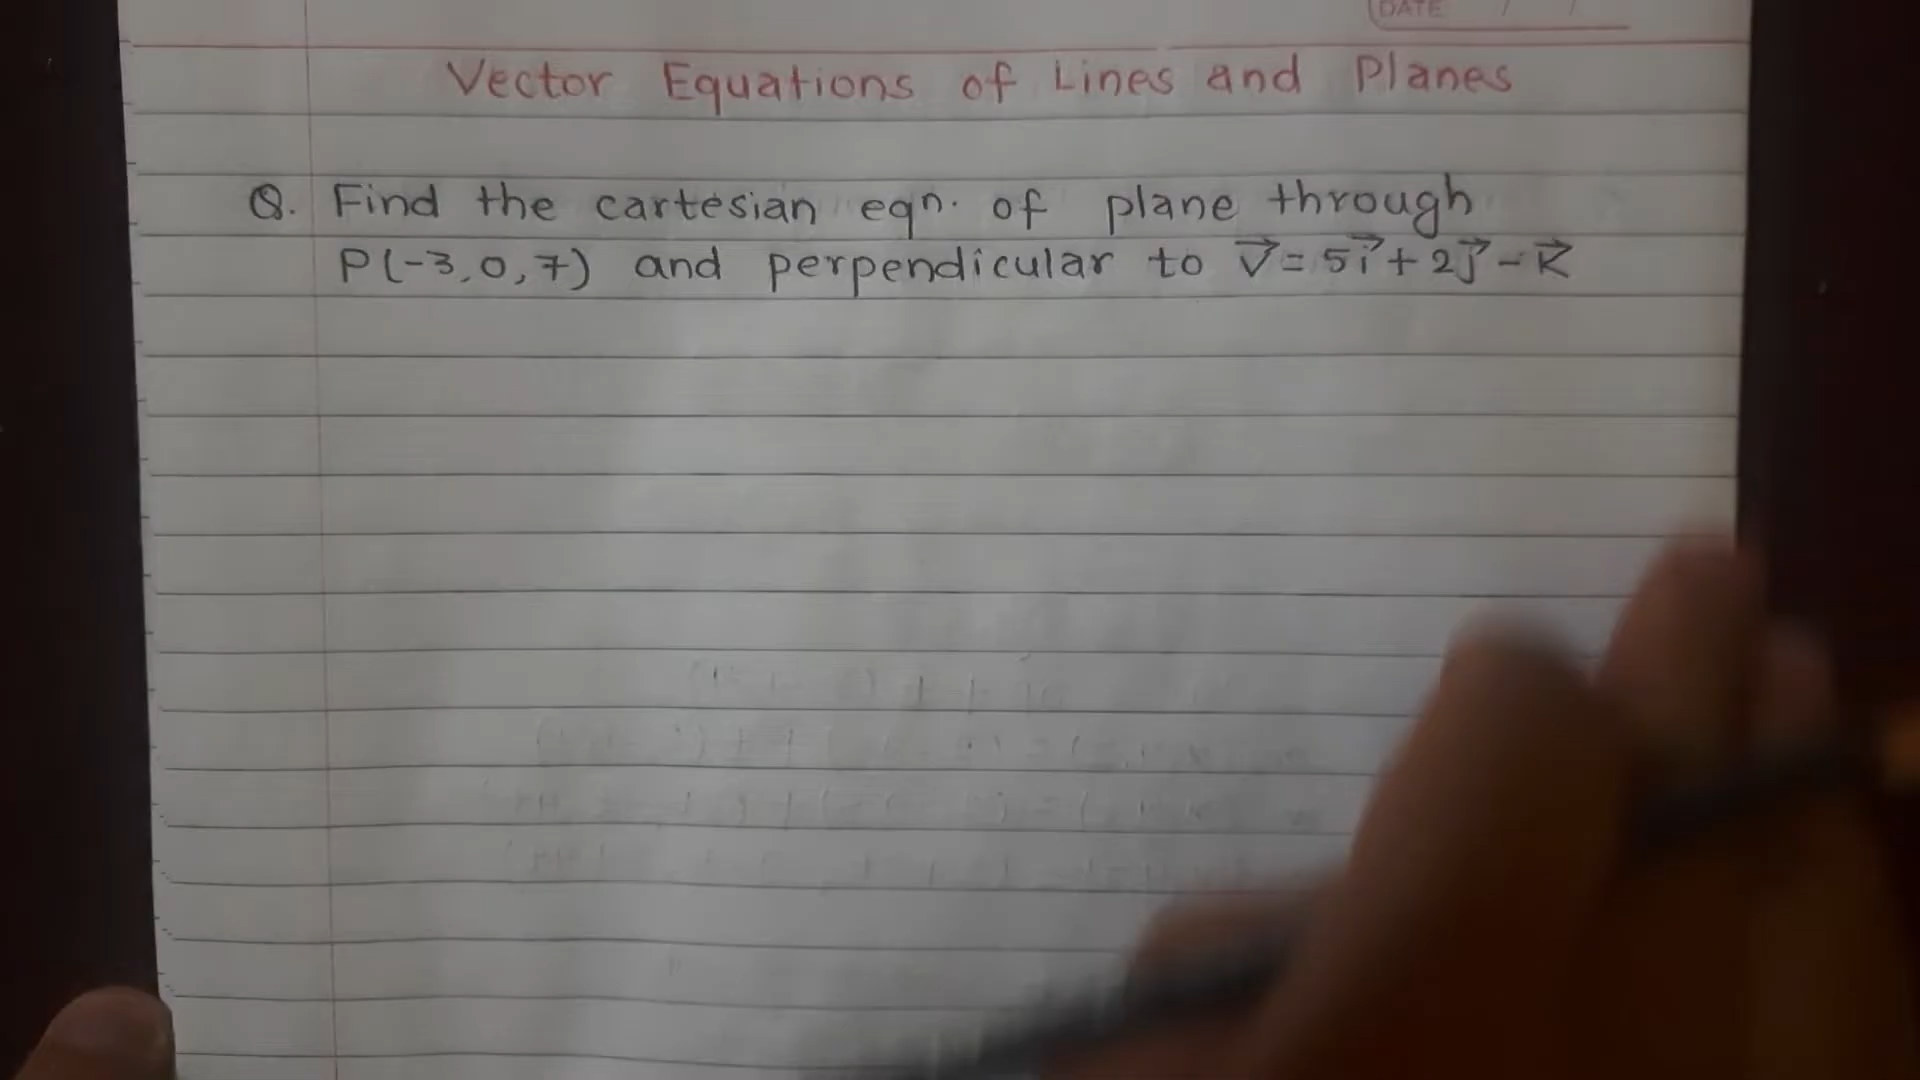 DATE / /
Vector Equations of Lines and Planes
Q. Find the cartesian eqn. of plane through
P(-3,0,7) and perpendicular to V⃗ = 5i⃗ + 2j⃗ - k⃗